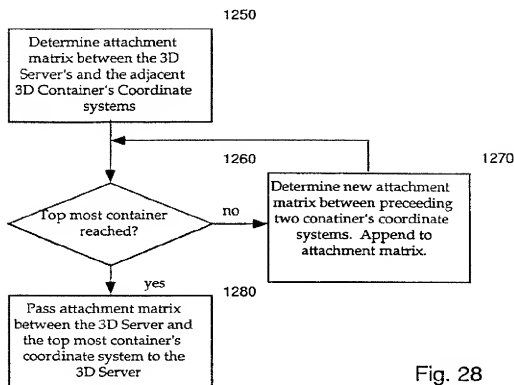 1250
Determine attachment
matrix between the 3D
Server's and the adjacent
3D Container's Coordinate
systems
1260
Top most container
reached?
no
yes
1270
Determine new attachment
matrix between preceeding
two conatiner's coordinate
systems. Append to
attachment matrix.
1280
Pass attachment matrix
between the 3D Server and
the top most container's
coordinate system to the
3D Server
Fig. 28